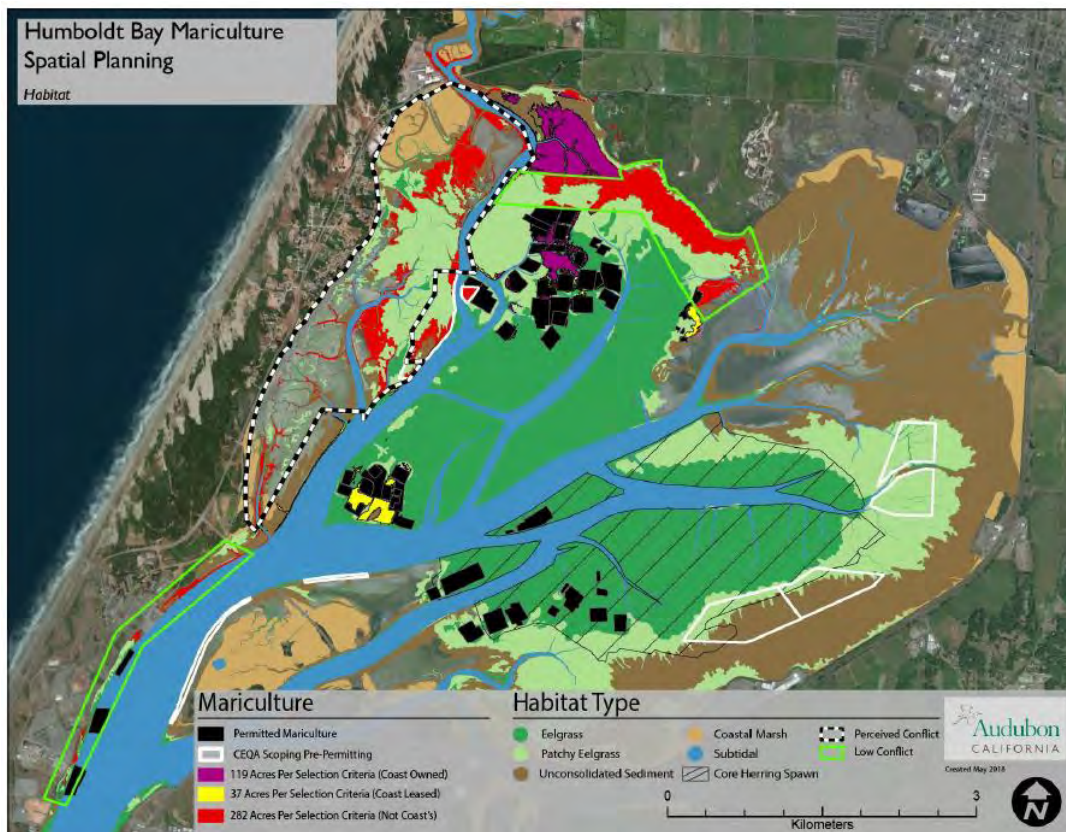 Humboldt Bay Mariculture
Spatial Planning
Habitat
Mariculture
Permitted Mariculture
CEQA Scoping Pre-Permitting
119 Acres Per Selection Criteria (Coast Owned)
37 Acres Per Selection Criteria (Coast Leased)
282 Acres Per Selection Criteria (Not Coast's)
Habitat Type
Eelgrass
Patchy Eelgrass
Unconsolidated Sediment
Coastal Marsh
Subtidal
Core Herring Spawn
Perceived Conflict
Low Conflict
0 3
Kilometers
Audubon
CALIFORNIA
Created May 2018
N